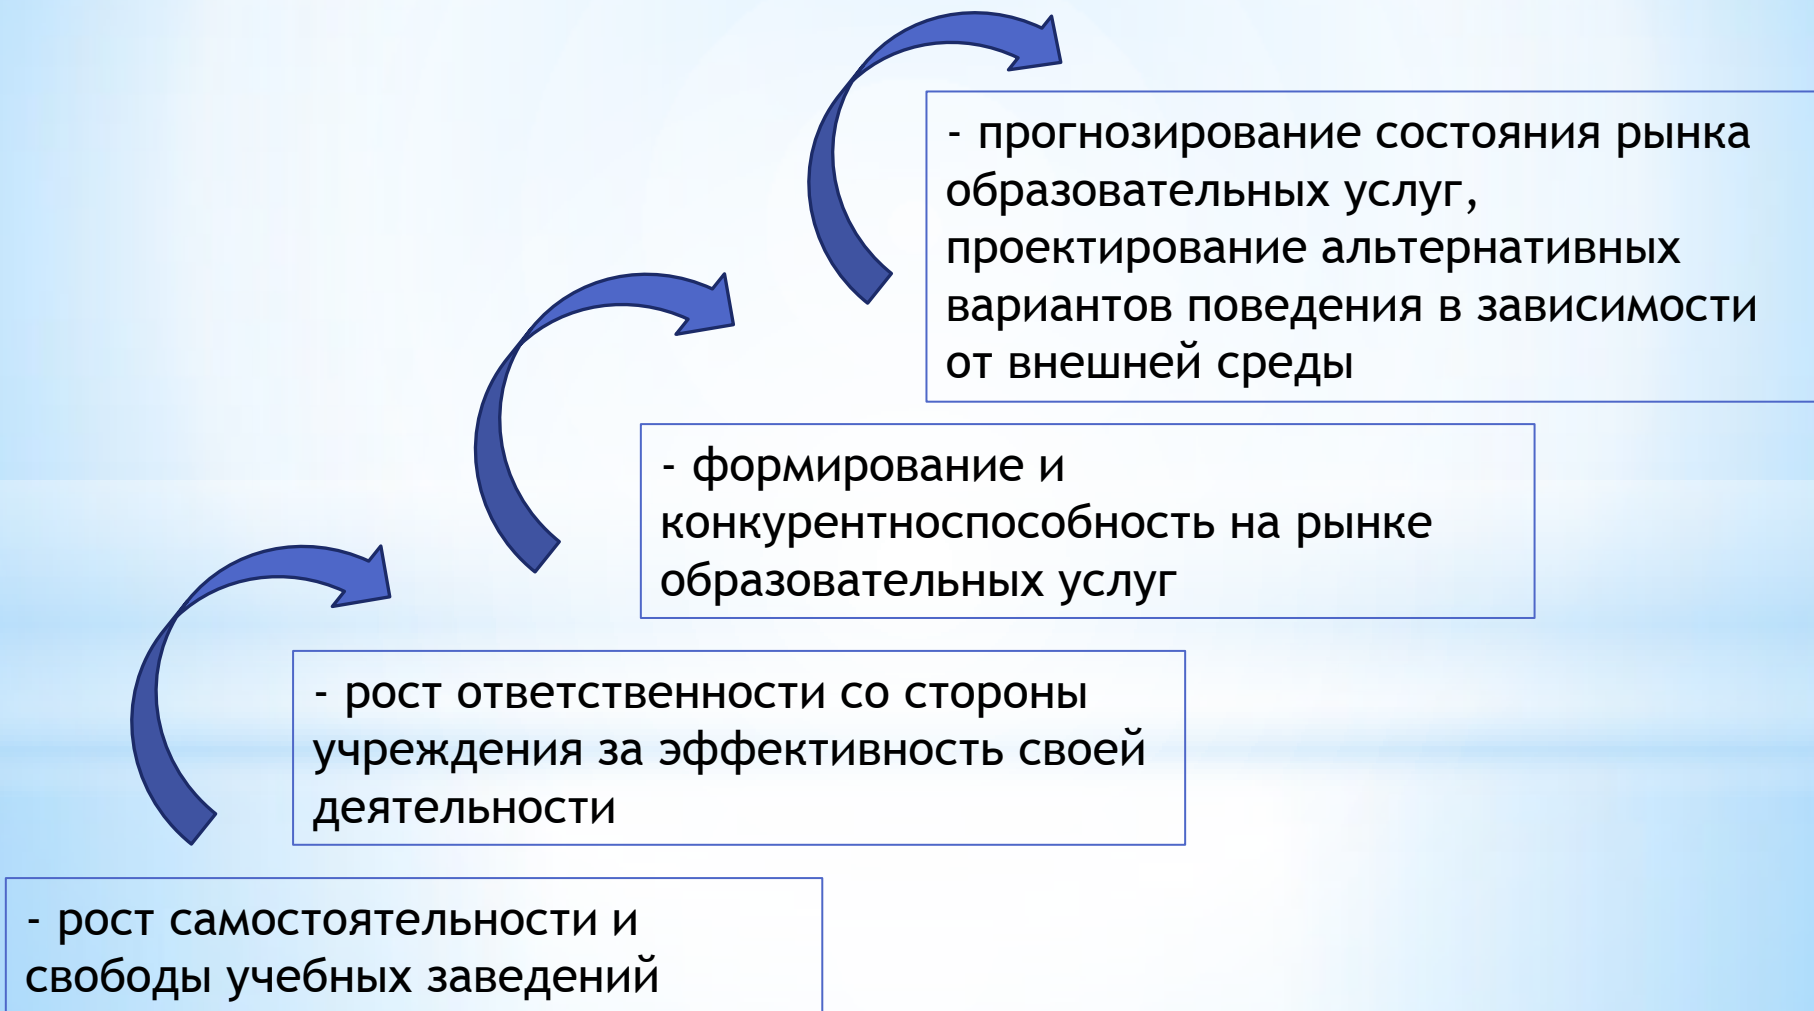 - прогнозирование состояния рынка
образовательных услуг,
проектирование альтернативных
вариантов поведения в зависимости
от внешней среды
- формирование и
конкурентноспособность на рынке
образовательных услуг
- рост ответственности со стороны
учреждения за эффективность своей
деятельности
- рост самостоятельности и
свободы учебных заведений